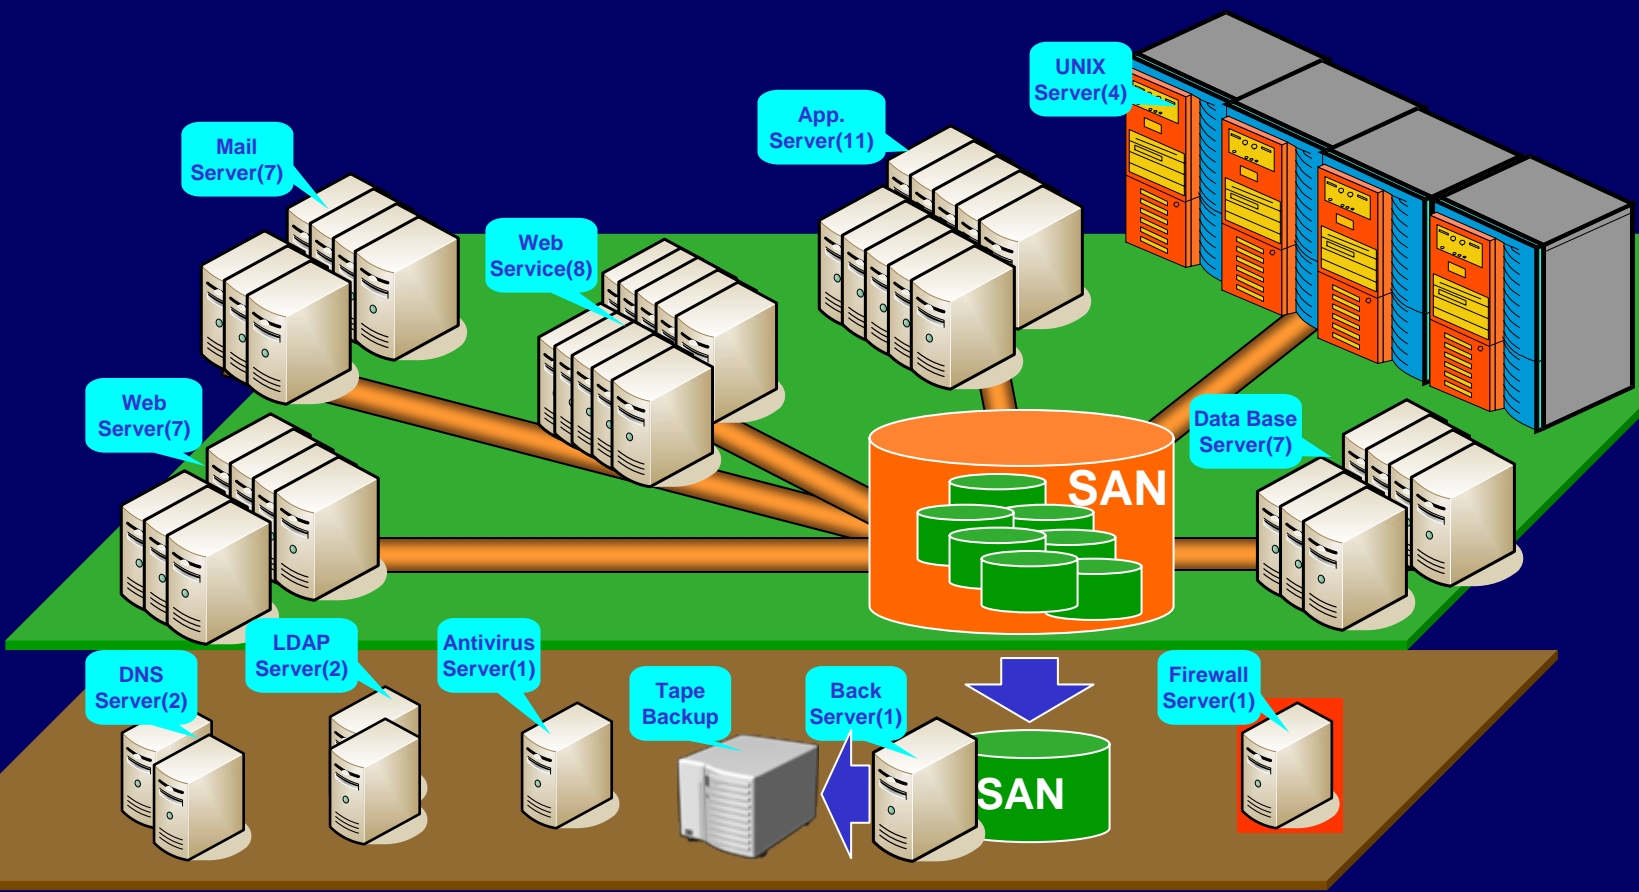 UNIX
Server(4)
App.
Server(11)
Mail
Server(7)
Web
Service(8)
Web
Server(7)
Data Base
Server(7)
SAN
LDAP
Server(2)
Antivirus
Server(1)
DNS
Server(2)
Tape
Backup
Back
Server(1)
Firewall
Server(1)
SAN